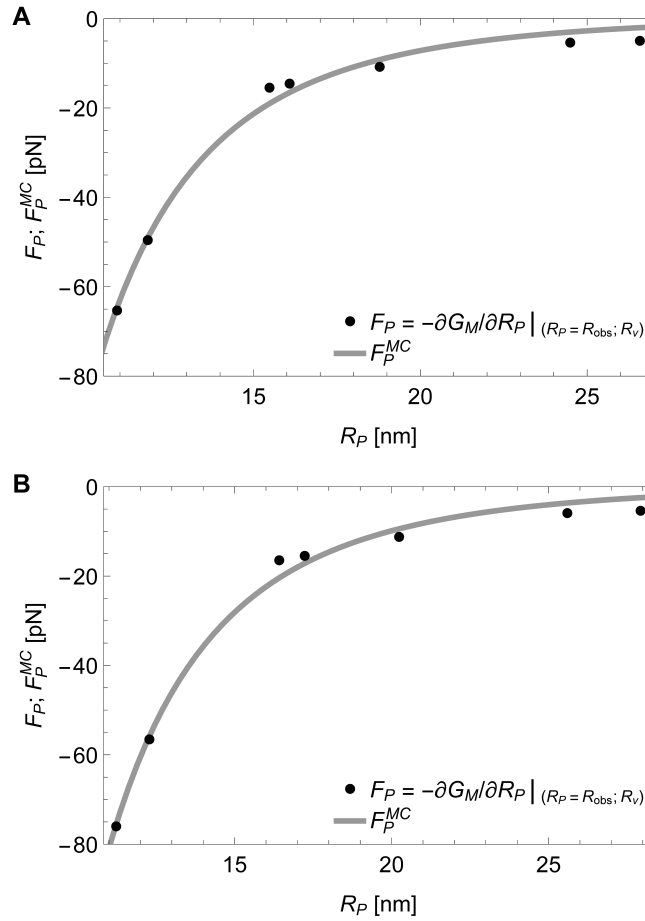 A
0
−20
−40
−60
−80
F_P; F_P^MC [pN]
F_P = −∂G_M/∂R_P | (R_P = R_obs; R_v)
F_P^MC
15 20 25
R_P [nm]
B
0
−20
−40
−60
−80
F_P; F_P^MC [pN]
F_P = −∂G_M/∂R_P | (R_P = R_obs; R_v)
F_P^MC
15 20 25
R_P [nm]